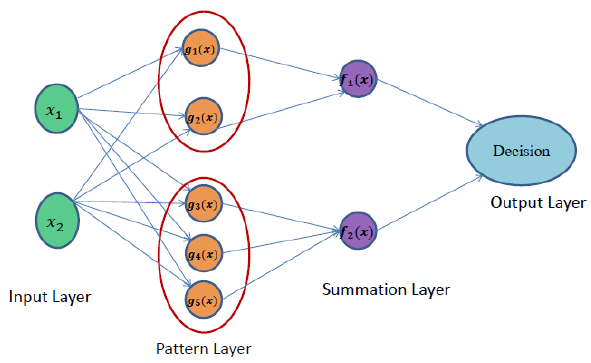 x₁
x₂
Input Layer
g₁(x)
g₂(x)
g₃(x)
g₄(x)
g₅(x)
Pattern Layer
f₁(x)
f₂(x)
Summation Layer
Decision
Output Layer